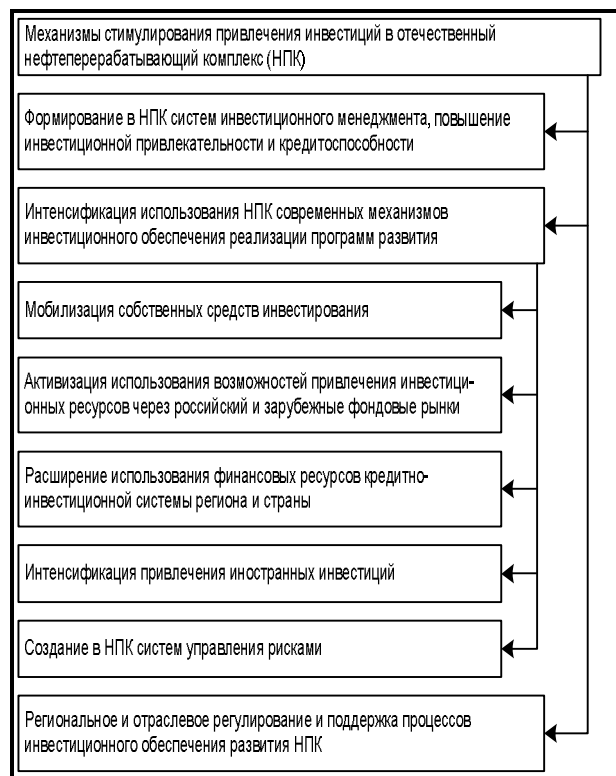 Механизмы стимулирования привлечения инвестиций в отечественный
нефтеперерабатывающий комплекс (НПК)
Формирование в НПК систем инвестиционного менеджмента, повышение
инвестиционной привлекательности и кредитоспособности
Интенсификация использования НПК современных механизмов
инвестиционного обеспечения реализации программ развития
Мобилизация собственных средств инвестирования
Активизация использования возможностей привлечения инвестици-
онных ресурсов через российский и зарубежные фондовые рынки
Расширение использования финансовых ресурсов кредитно-
инвестиционной системы региона и страны
Интенсификация привлечения иностранных инвестиций
Создание в НПК систем управления рисками
Региональное и отраслевое регулирование и поддержка процессов
инвестиционного обеспечения развития НПК